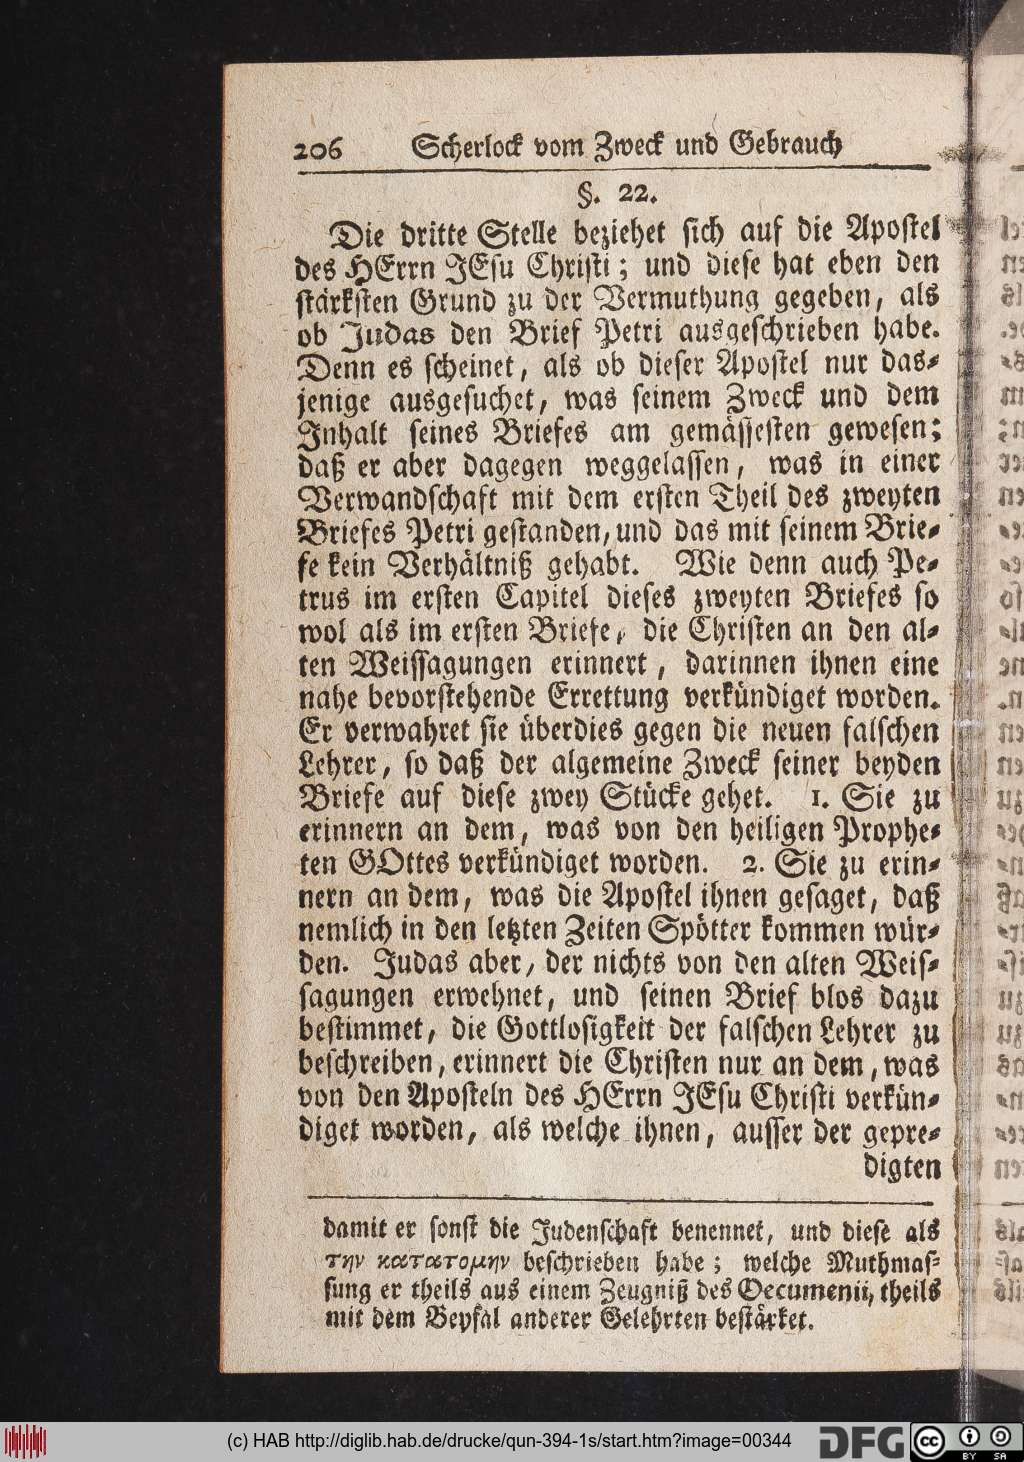 206 Scherlock vom Zweck und Gebrauch
§. 22.
Die dritte Stelle beziehet sich auf die Apostel
des HErrn JEsu Christi; und diese hat eben den
stärksten Grund zu der Vermuthung gegeben, als
ob Judas den Brief Petri ausgeschrieben habe.
Denn es scheinet, als ob dieser Apostel nur das-
jenige ausgesuchet, was seinem Zweck und dem
Inhalt seines Briefes am gemässesten gewesen;
daß er aber dagegen weggelassen, was in einer
Verwandschaft mit dem ersten Theil des zweyten
Briefes Petri gestanden, und das mit seinem Brie-
fe kein Verhältniß gehabt. Wie denn auch Pe-
trus im ersten Capitel dieses zweyten Briefes so
wol als im ersten Briefe, die Christen an den al-
ten Weissagungen erinnert, darinnen ihnen eine
nahe bevorstehende Errettung verkündiget worden.
Er verwahret sie überdies gegen die neuen falschen
Lehrer, so daß der algemeine Zweck seiner beyden
Briefe auf diese zwey Stücke gehet. 1. Sie zu
erinnern an dem, was von den heiligen Prophe-
ten GOttes verkündiget worden. 2. Sie zu erin-
nern an dem, was die Apostel ihnen gesaget, daß
nemlich in den letzten Zeiten Spötter kommen wür-
den. Judas aber, der nichts von den alten Weis-
sagungen erwehnet, und seinen Brief blos dazu
bestimmet, die Gottlosigkeit der falschen Lehrer zu
beschreiben, erinnert die Christen nur an dem, was
von den Aposteln des HErrn JEsu Christi verkün-
diget worden, als welche ihnen, ausser der gepre-
digten
damit er sonst die Judenschaft benennet, und diese als
την κατατομην beschrieben habe; welche Muthmas-
sung er theils aus einem Zeugniß des Oecumenii, theils
mit dem Beyfal anderer Gelehrten bestärket.
(c) HAB http://diglib.hab.de/drucke/qun-394-1s/start.htm?image=00344
DFG
cc BY SA